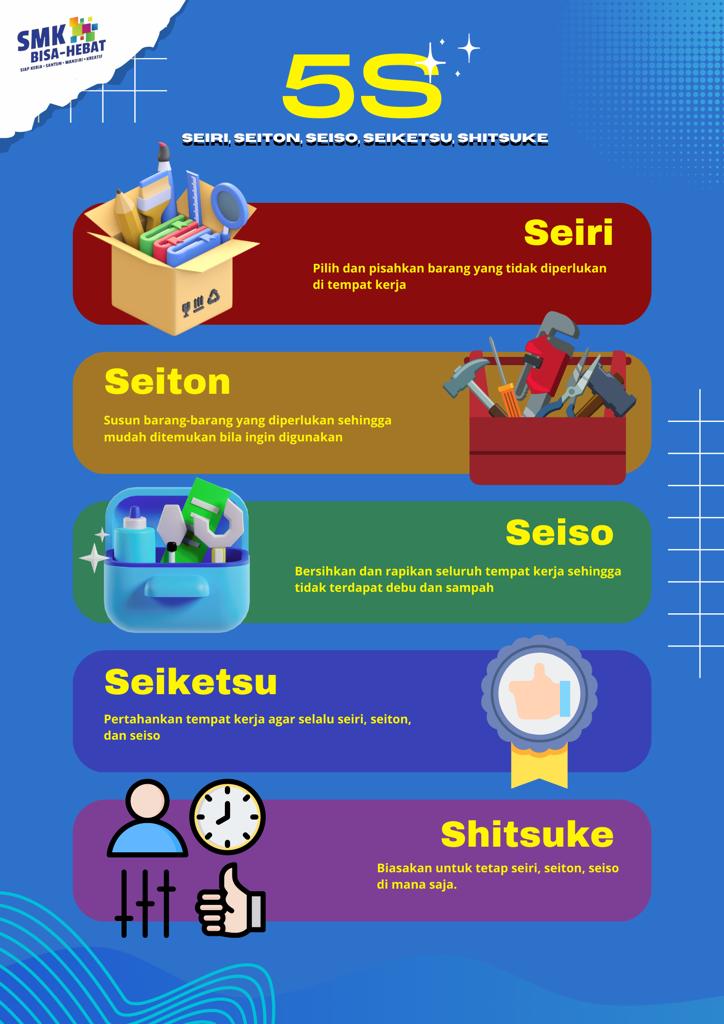 SMK
BISA-HEBAT
SIAP KERJA • SANTUN • MANDIRI • KREATIF
5S
SEIRI, SEITON, SEISO, SEIKETSU, SHITSUKE
Seiri
Pilih dan pisahkan barang yang tidak diperlukan
di tempat kerja
Seiton
Susun barang-barang yang diperlukan sehingga
mudah ditemukan bila ingin digunakan
Seiso
Bersihkan dan rapikan seluruh tempat kerja sehingga
tidak terdapat debu dan sampah
Seiketsu
Pertahankan tempat kerja agar selalu seiri, seiton,
dan seiso
Shitsuke
Biasakan untuk tetap seiri, seiton, seiso
di mana saja.